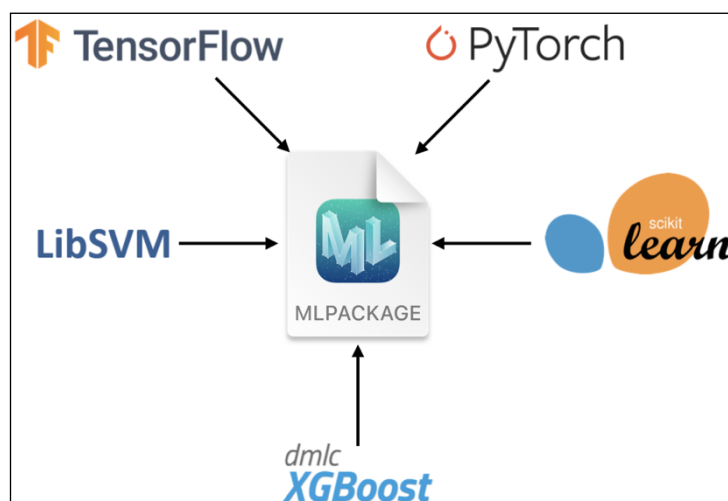 TensorFlow
PyTorch
ML
MLPACKAGE
LibSVM
scikit
learn
dmlc
XGBoost